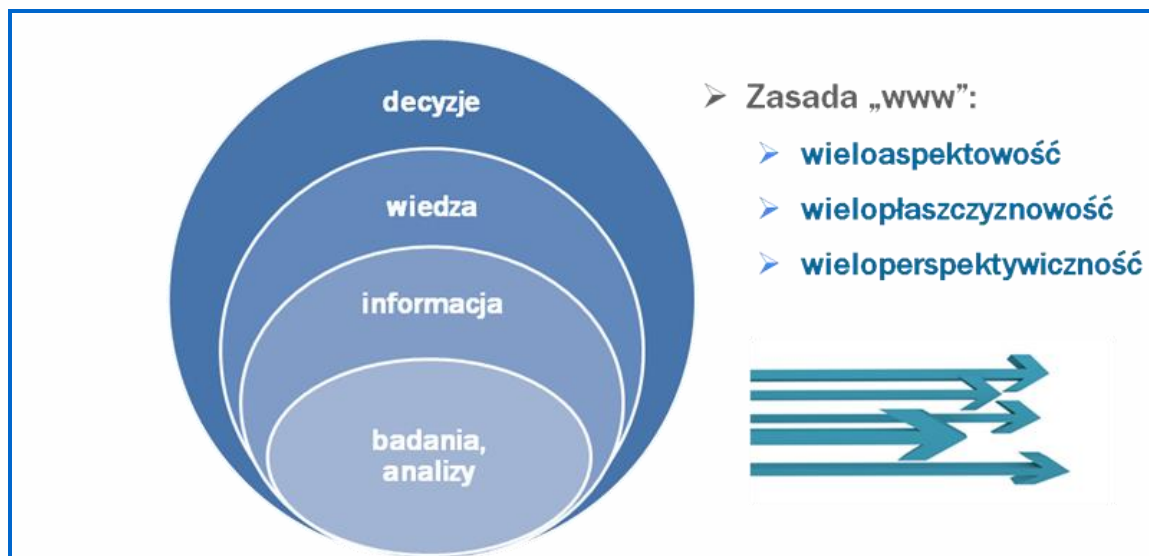 decyzje
wiedza
informacja
badania,
analizy
Zasada „www”:
wieloaspektowość
wielopłaszczyznowość
wieloperspektywiczność